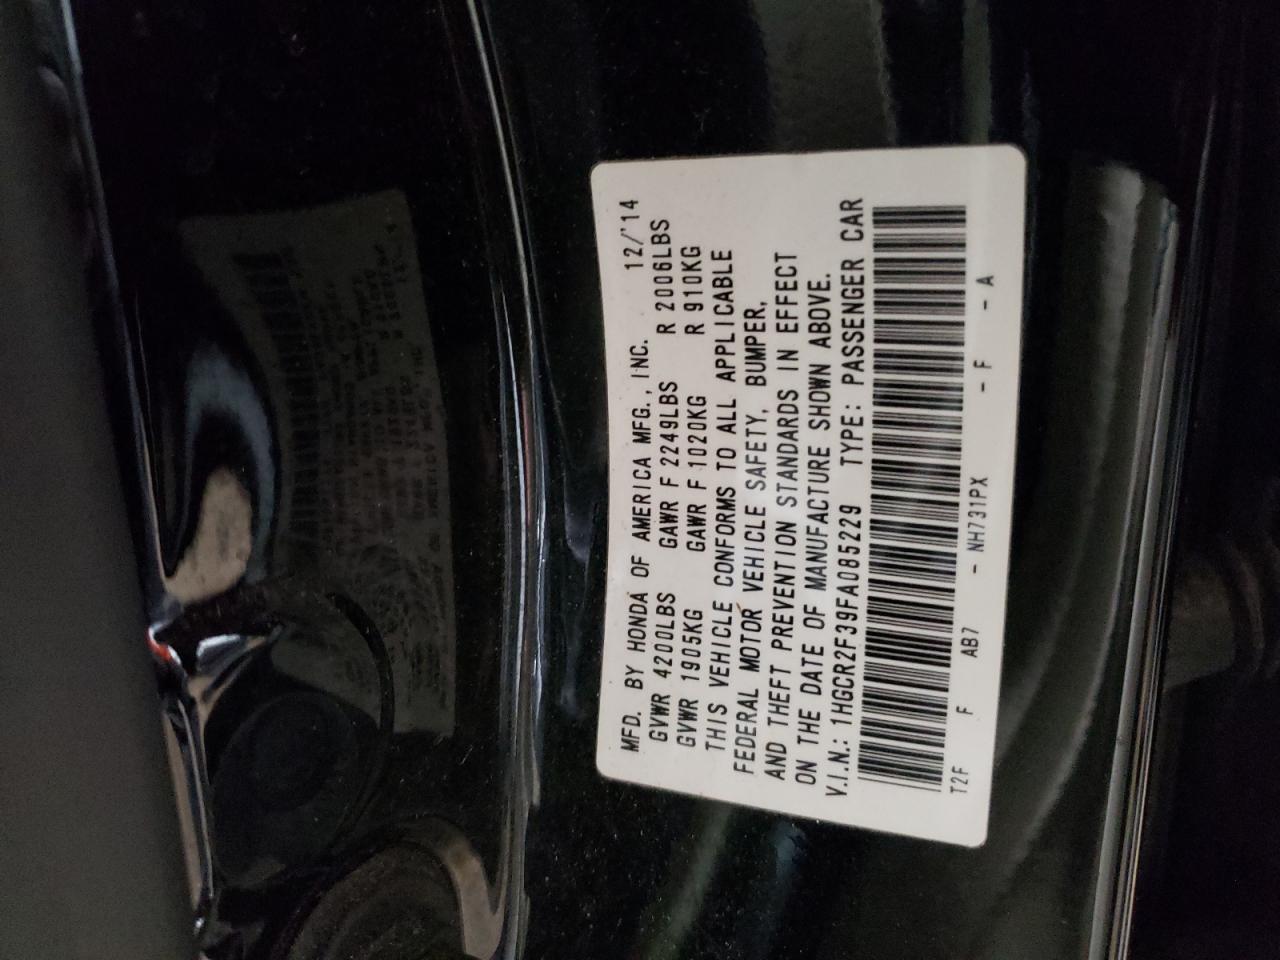 MFD. BY HONDA OF AMERICA MFG., INC. 12/'14
GVWR 4200LBS GAWR F 2249LBS R 2006LBS
GVWR 1905KG GAWR F 1020KG R 910KG
THIS VEHICLE CONFORMS TO ALL APPLICABLE
FEDERAL MOTOR VEHICLE SAFETY, BUMPER,
AND THEFT PREVENTION STANDARDS IN EFFECT
ON THE DATE OF MANUFACTURE SHOWN ABOVE.
V.I.N.: 1HGCR2F39FA085229 TYPE: PASSENGER CAR
T2F F AB7 - NH731PX - F - A